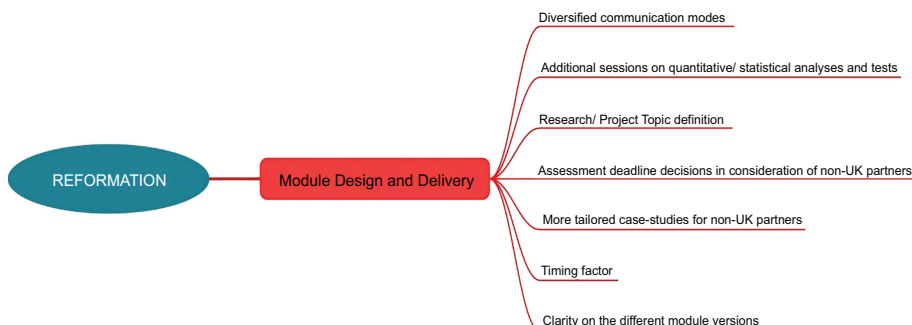 Diversified communication modes
Additional sessions on quantitative/ statistical analyses and tests
Research/ Project Topic definition
REFORMATION
Module Design and Delivery
Assessment deadline decisions in consideration of non-UK partners
More tailored case-studies for non-UK partners
Timing factor
Clarity on the different module versions